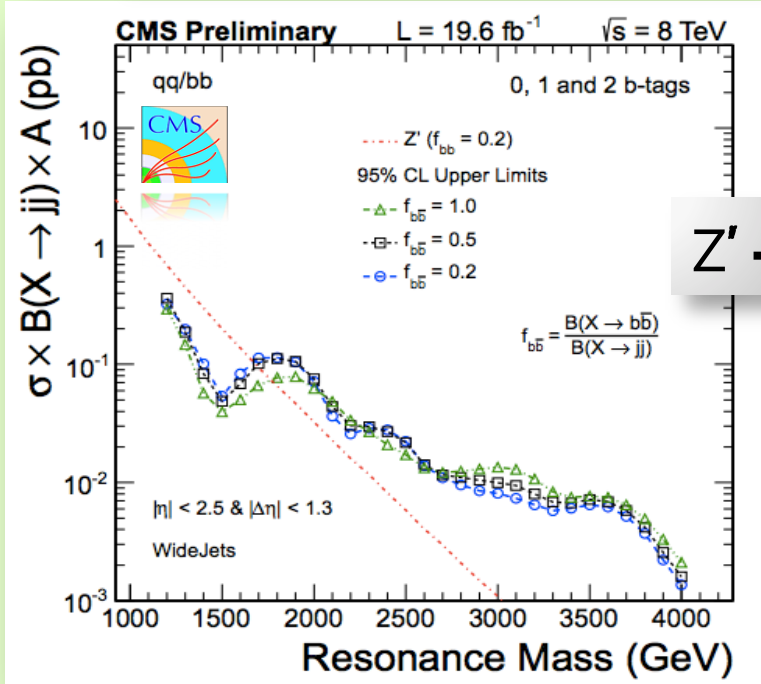 CMS Preliminary L = 19.6 fb⁻¹ √s = 8 TeV
qq/bb 0, 1 and 2 b-tags
CMS
Z' (f_bb = 0.2)
95% CL Upper Limits
f_bb̅ = 1.0
f_bb̅ = 0.5
f_bb̅ = 0.2
Z'
f_bb̅ = B(X → bb̅) / B(X → jj)
|η| < 2.5 & |Δη| < 1.3
WideJets
σ × B(X → jj) × A (pb)
10
1
10⁻¹
10⁻²
10⁻³
1000 1500 2000 2500 3000 3500 4000
Resonance Mass (GeV)